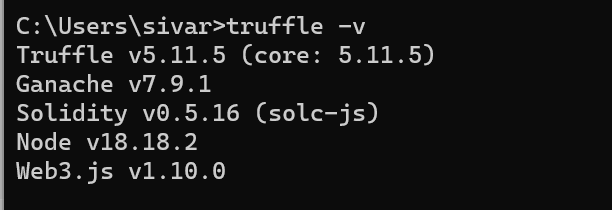 C:\Users\sivar>truffle -v
Truffle v5.11.5 (core: 5.11.5)
Ganache v7.9.1
Solidity v0.5.16 (solc-js)
Node v18.18.2
Web3.js v1.10.0